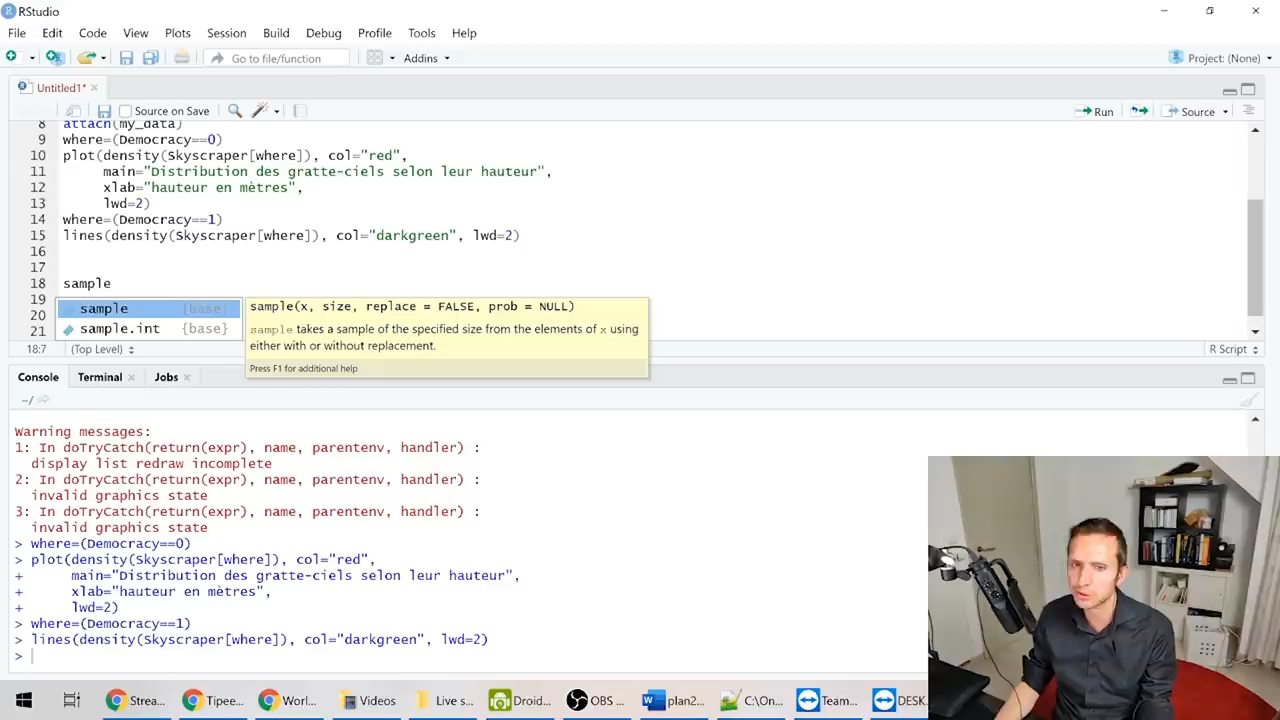 RStudio
File Edit Code View Plots Session Build Debug Profile Tools Help
Go to file/function Addins Project: (None)
Untitled1*
Source on Save Run Source
8 attach(my_data)
9 where=(Democracy==0)
10 plot(density(Skyscraper[where]), col="red",
11 main="Distribution des gratte-ciels selon leur hauteur",
12 xlab="hauteur en mètres",
13 lwd=2)
14 where=(Democracy==1)
15 lines(density(Skyscraper[where]), col="darkgreen", lwd=2)
16
17
18 sample
19
20
21
sample {base}
sample.int {base}
sample(x, size, replace = FALSE, prob = NULL)
sample takes a sample of the specified size from the elements of x using
either with or without replacement.
Press F1 for additional help
18:7 (Top Level) R Script
Console Terminal Jobs
~/
Warning messages:
1: In doTryCatch(return(expr), name, parentenv, handler) :
display list redraw incomplete
2: In doTryCatch(return(expr), name, parentenv, handler) :
invalid graphics state
3: In doTryCatch(return(expr), name, parentenv, handler) :
invalid graphics state
> where=(Democracy==0)
> plot(density(Skyscraper[where]), col="red",
+ main="Distribution des gratte-ciels selon leur hauteur",
+ xlab="hauteur en mètres",
+ lwd=2)
> where=(Democracy==1)
> lines(density(Skyscraper[where]), col="darkgreen", lwd=2)
>
Strea... Tipee... Worl... Videos Live s... Droid... OBS ... plan2... C:\On... Team... DESK